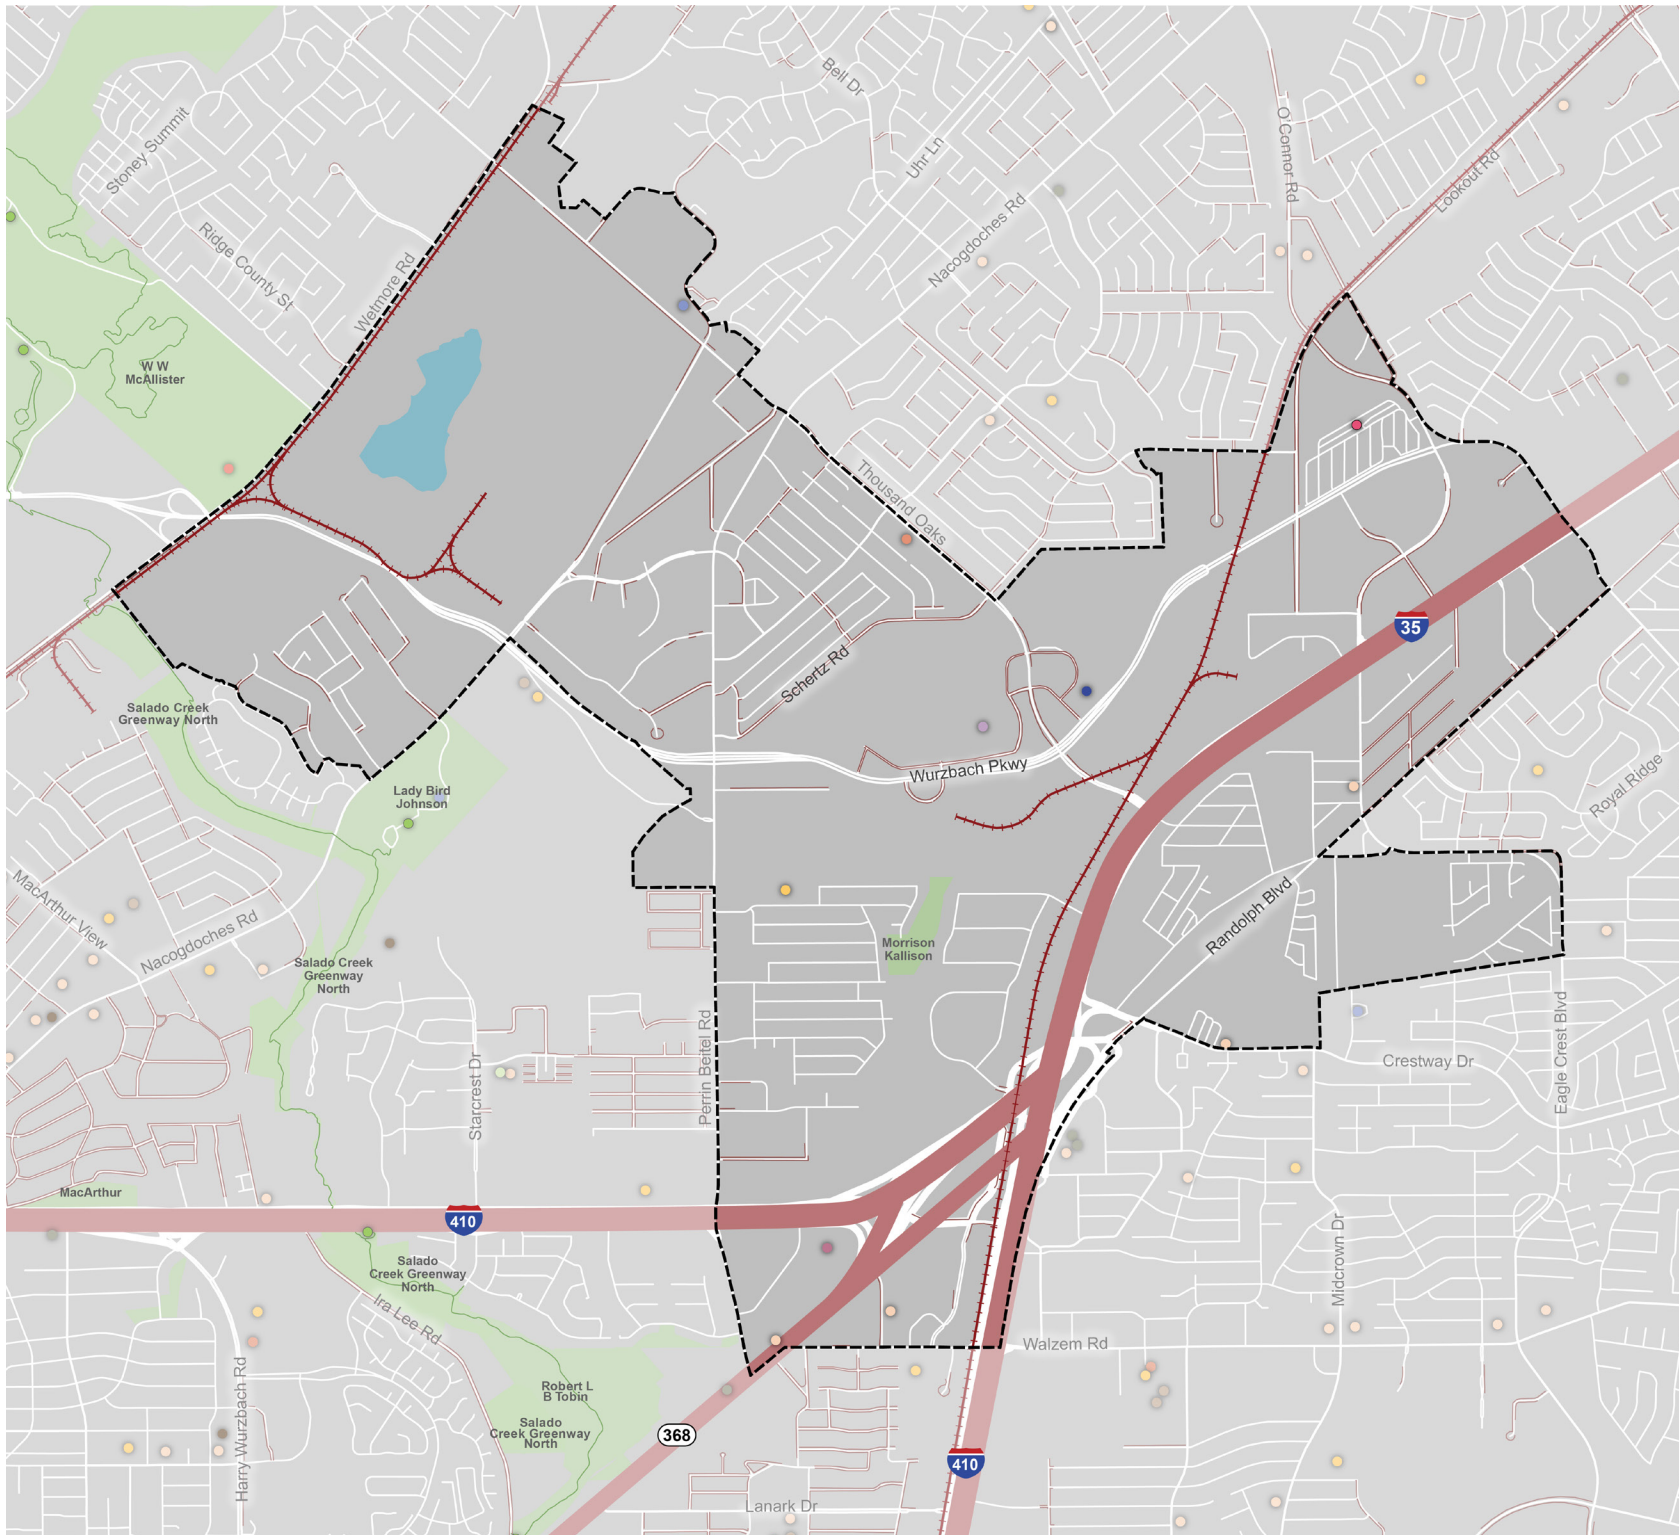 Bell Dr
Stoney Summit
O'Connor Rd
Uhr Ln
Lookout Rd
Nacogdoches Rd
Ridge County St
Wetmore Rd
W W
McAllister
Thousand Oaks
35
Schertz Rd
Salado Creek
Greenway North
Wurzbach Pkwy
Lady Bird
Johnson
Royal Ridge
MacArthur View
Randolph Blvd
Nacogdoches Rd
Morrison
Kallison
Salado Creek
Greenway
North
Perrin Beitel Rd
Starcrest Dr
Eagle Crest Blvd
Crestway Dr
MacArthur
410
Salado
Creek Greenway
North
Midcrown Dr
Ira Lee Rd
Walzem Rd
Harry Wurzbach Rd
Robert L
B Tobin
Salado
Creek Greenway
North
368
410
Lanark Dr